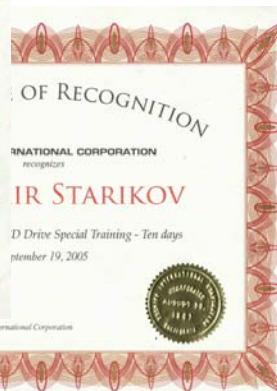 OF RECOGNITION
RNATIONAL CORPORATION
recognizes
IR STARIKOV
D Drive Special Training - Ten days
ptember 19, 2005
ernational Corporation